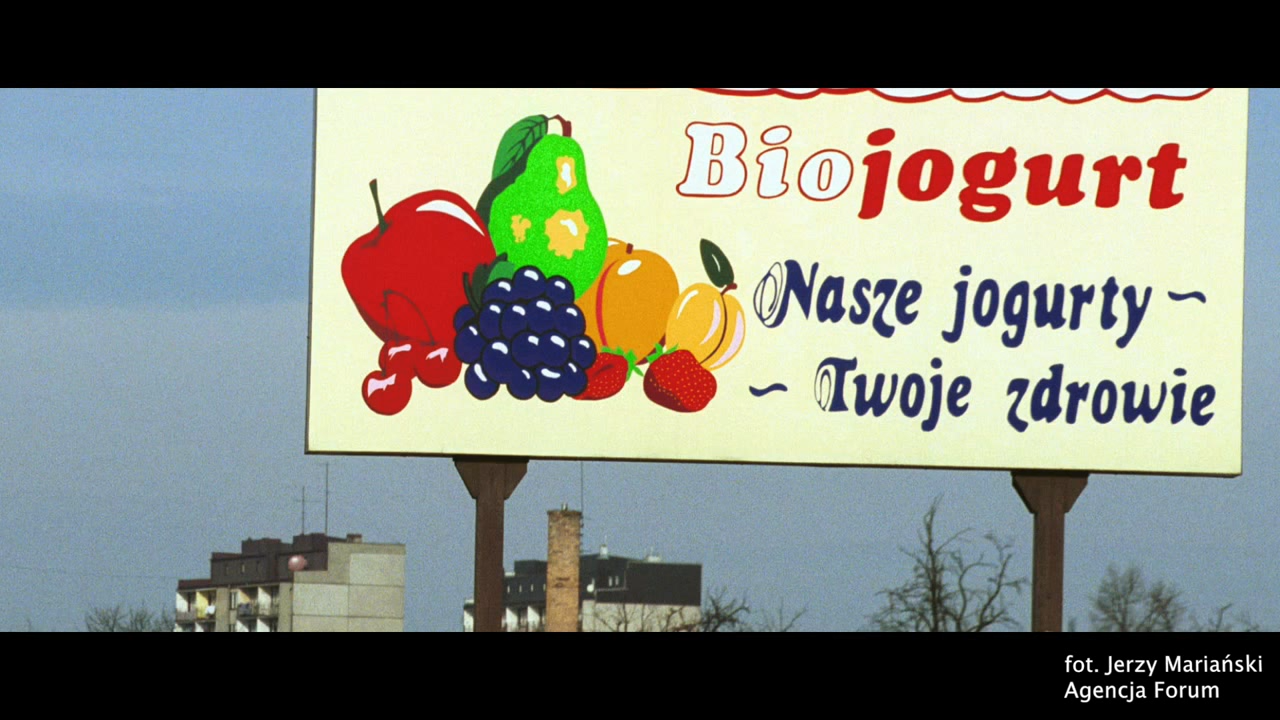 Biojogurt
Nasze jogurty ~
~ Twoje zdrowie
fot. Jerzy Mariański
Agencja Forum